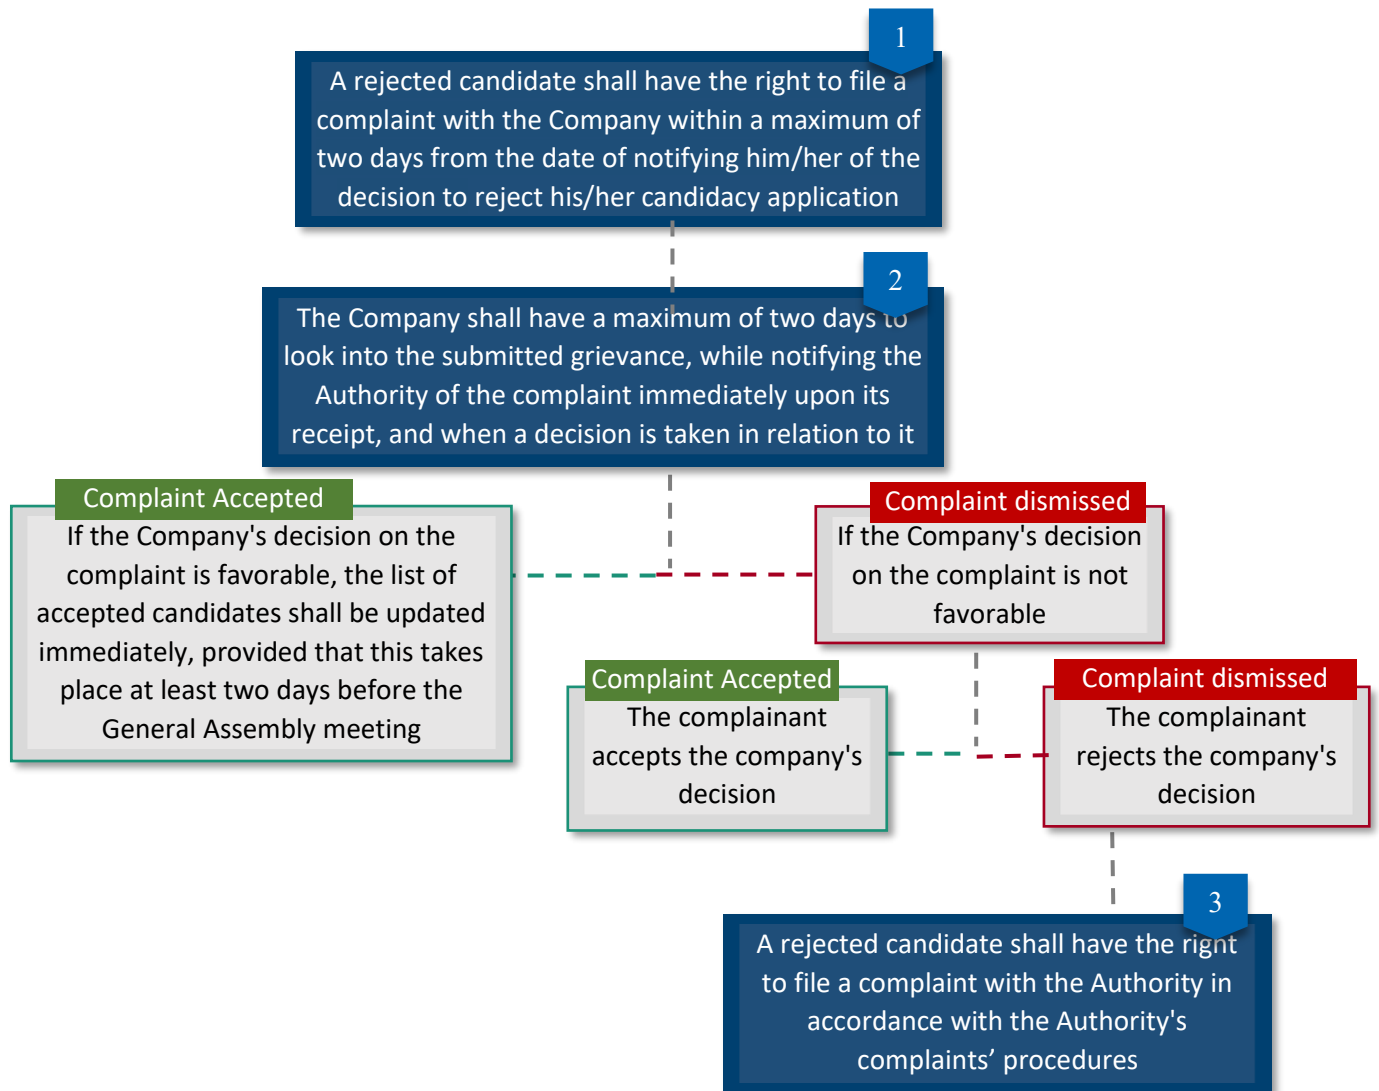 1
A rejected candidate shall have the right to file a
complaint with the Company within a maximum of
two days from the date of notifying him/her of the
decision to reject his/her candidacy application
2
The Company shall have a maximum of two days to
look into the submitted grievance, while notifying the
Authority of the complaint immediately upon its
receipt, and when a decision is taken in relation to it
Complaint Accepted
If the Company's decision on the
complaint is favorable, the list of
accepted candidates shall be updated
immediately, provided that this takes
place at least two days before the
General Assembly meeting
Complaint dismissed
If the Company's decision
on the complaint is not
favorable
Complaint Accepted
The complainant
accepts the company's
decision
Complaint dismissed
The complainant
rejects the company's
decision
3
A rejected candidate shall have the right
to file a complaint with the Authority in
accordance with the Authority's
complaints’ procedures